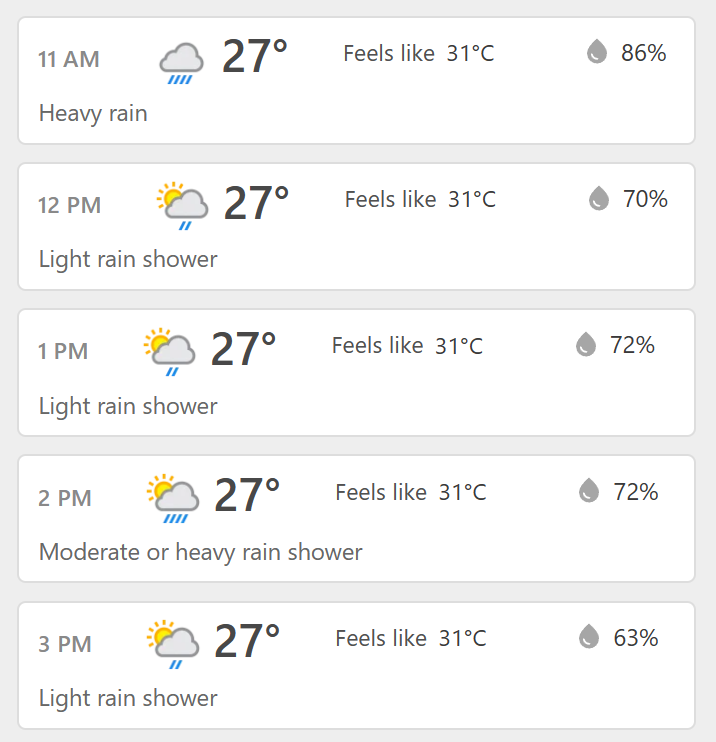 11 AM 27° Feels like 31°C 86%
Heavy rain
12 PM 27° Feels like 31°C 70%
Light rain shower
1 PM 27° Feels like 31°C 72%
Light rain shower
2 PM 27° Feels like 31°C 72%
Moderate or heavy rain shower
3 PM 27° Feels like 31°C 63%
Light rain shower